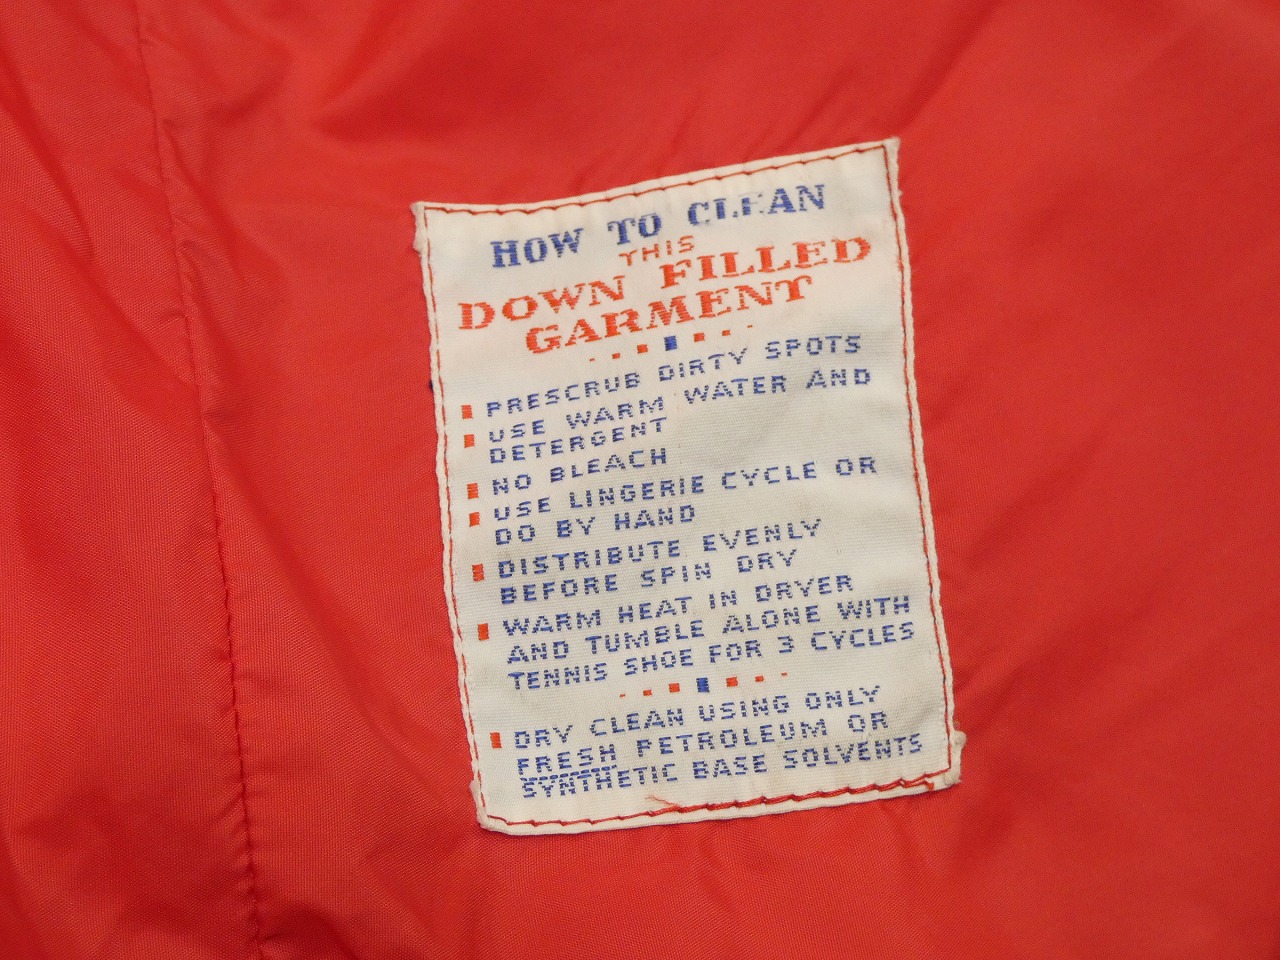 HOW TO CLEAN
THIS
DOWN FILLED
GARMENT
PRESCRUB DIRTY SPOTS
USE WARM WATER AND
DETERGENT
NO BLEACH
USE LINGERIE CYCLE OR
DO BY HAND
DISTRIBUTE EVENLY
BEFORE SPIN DRY
WARM HEAT IN DRYER
AND TUMBLE ALONE WITH
TENNIS SHOE FOR 3 CYCLES
DRY CLEAN USING ONLY
FRESH PETROLEUM OR
SYNTHETIC BASE SOLVENTS